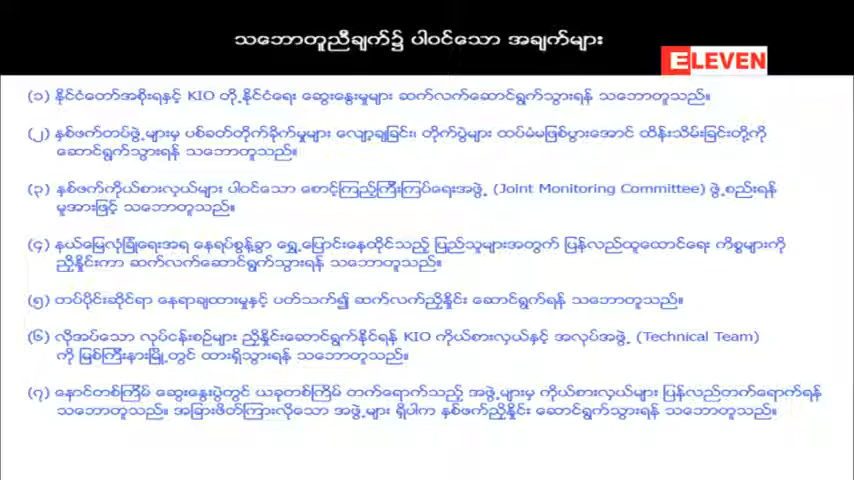 သဘောတူညီချက်၌ ပါဝင်သော အချက်များ
ELEVEN
(၁) နိုင်ငံတော်အစိုးရနှင့် KIO တို့ နိုင်ငံရေး ဆွေးနွေးမှုများ ဆက်လက်ဆောင်ရွက်သွားရန် သဘောတူသည်။
(၂) နှစ်ဖက်တပ်ဖွဲ့များမှ ပစ်ခတ်တိုက်ခိုက်မှုများ လျော့ချခြင်း၊ တိုက်ပွဲများ ထပ်မံမဖြစ်ပွားအောင် ထိန်းသိမ်းခြင်းတို့ကို
ဆောင်ရွက်သွားရန် သဘောတူသည်။
(၃) နှစ်ဖက်ကိုယ်စားလှယ်များ ပါဝင်သော စောင့်ကြည့်ကြီးကြပ်ရေးအဖွဲ့ (Joint Monitoring Committee) ဖွဲ့စည်းရန်
မူအားဖြင့် သဘောတူသည်။
(၄) နယ်မြေလုံခြုံရေးအရ နေရပ်စွန့်ခွာ ရွှေ့ပြောင်းနေထိုင်သည့် ပြည်သူများအတွက် ပြန်လည်ထူထောင်ရေး ကိစ္စများကို
ညှိနှိုင်းကာ ဆက်လက်ဆောင်ရွက်သွားရန် သဘောတူသည်။
(၅) တပ်ပိုင်းဆိုင်ရာ နေရာချထားမှုနှင့် ပတ်သက်၍ ဆက်လက်ညှိနှိုင်း ဆောင်ရွက်ရန် သဘောတူသည်။
(၆) လိုအပ်သော လုပ်ငန်းစဉ်များ ညှိနှိုင်းဆောင်ရွက်နိုင်ရန် KIO ကိုယ်စားလှယ်နှင့် အလုပ်အဖွဲ့ (Technical Team)
ကို မြစ်ကြီးနားမြို့တွင် ထားရှိသွားရန် သဘောတူသည်။
(၇) နောင်တစ်ကြိမ် ဆွေးနွေးပွဲတွင် ယခုတစ်ကြိမ် တက်ရောက်သည့် အဖွဲ့များမှ ကိုယ်စားလှယ်များ ပြန်လည်တက်ရောက်ရန်
သဘောတူသည်။ အခြားဖိတ်ကြားလိုသော အဖွဲ့များ ရှိပါက နှစ်ဖက်ညှိနှိုင်း ဆောင်ရွက်သွားရန် သဘောတူသည်။